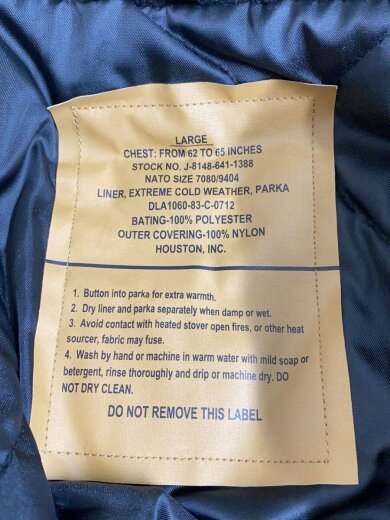 LARGE
CHEST: FROM 62 TO 65 INCHES
STOCK NO. J-8148-641-1388
NATO SIZE 7080/9404
LINER, EXTREME COLD WEATHER, PARKA
DLA1060-83-C-0712
BATING-100% POLYESTER
OUTER COVERING-100% NYLON
HOUSTON, INC.
1. Button into parka for extra warmth.
2. Dry liner and parka separately when damp or wet.
3. Avoid contact with heated stover open fires, or other heat
sourcer, fabric may fuse.
4. Wash by hand or machine in warm water with mild soap or
betergent, rinse thoroughly and drip or machine dry. DO
NOT DRY CLEAN.
DO NOT REMOVE THIS LABEL